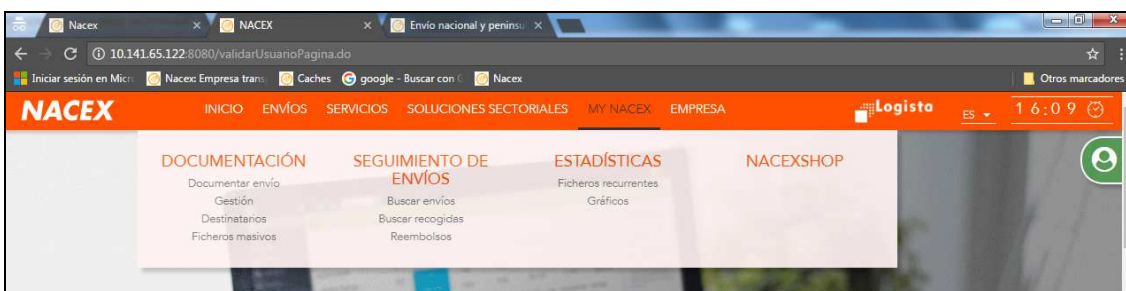 Nacex
NACEX
Envío nacional y peninsu
10.141.65.122:8080/validarUsuarioPagina.do
Iniciar sesión en Micro
Nacex: Empresa trans
Caches
google - Buscar con G
Nacex
Otros marcadores
NACEX
INICIO ENVÍOS SERVICIOS SOLUCIONES SECTORIALES MY NACEX EMPRESA
Logista
ES
16:09
DOCUMENTACIÓN
Documentar envío
Gestión
Destinatarios
Ficheros masivos
SEGUIMIENTO DE
ENVÍOS
Buscar envíos
Buscar recogidas
Reembolsos
ESTADÍSTICAS
Ficheros recurrentes
Gráficos
NACEXSHOP